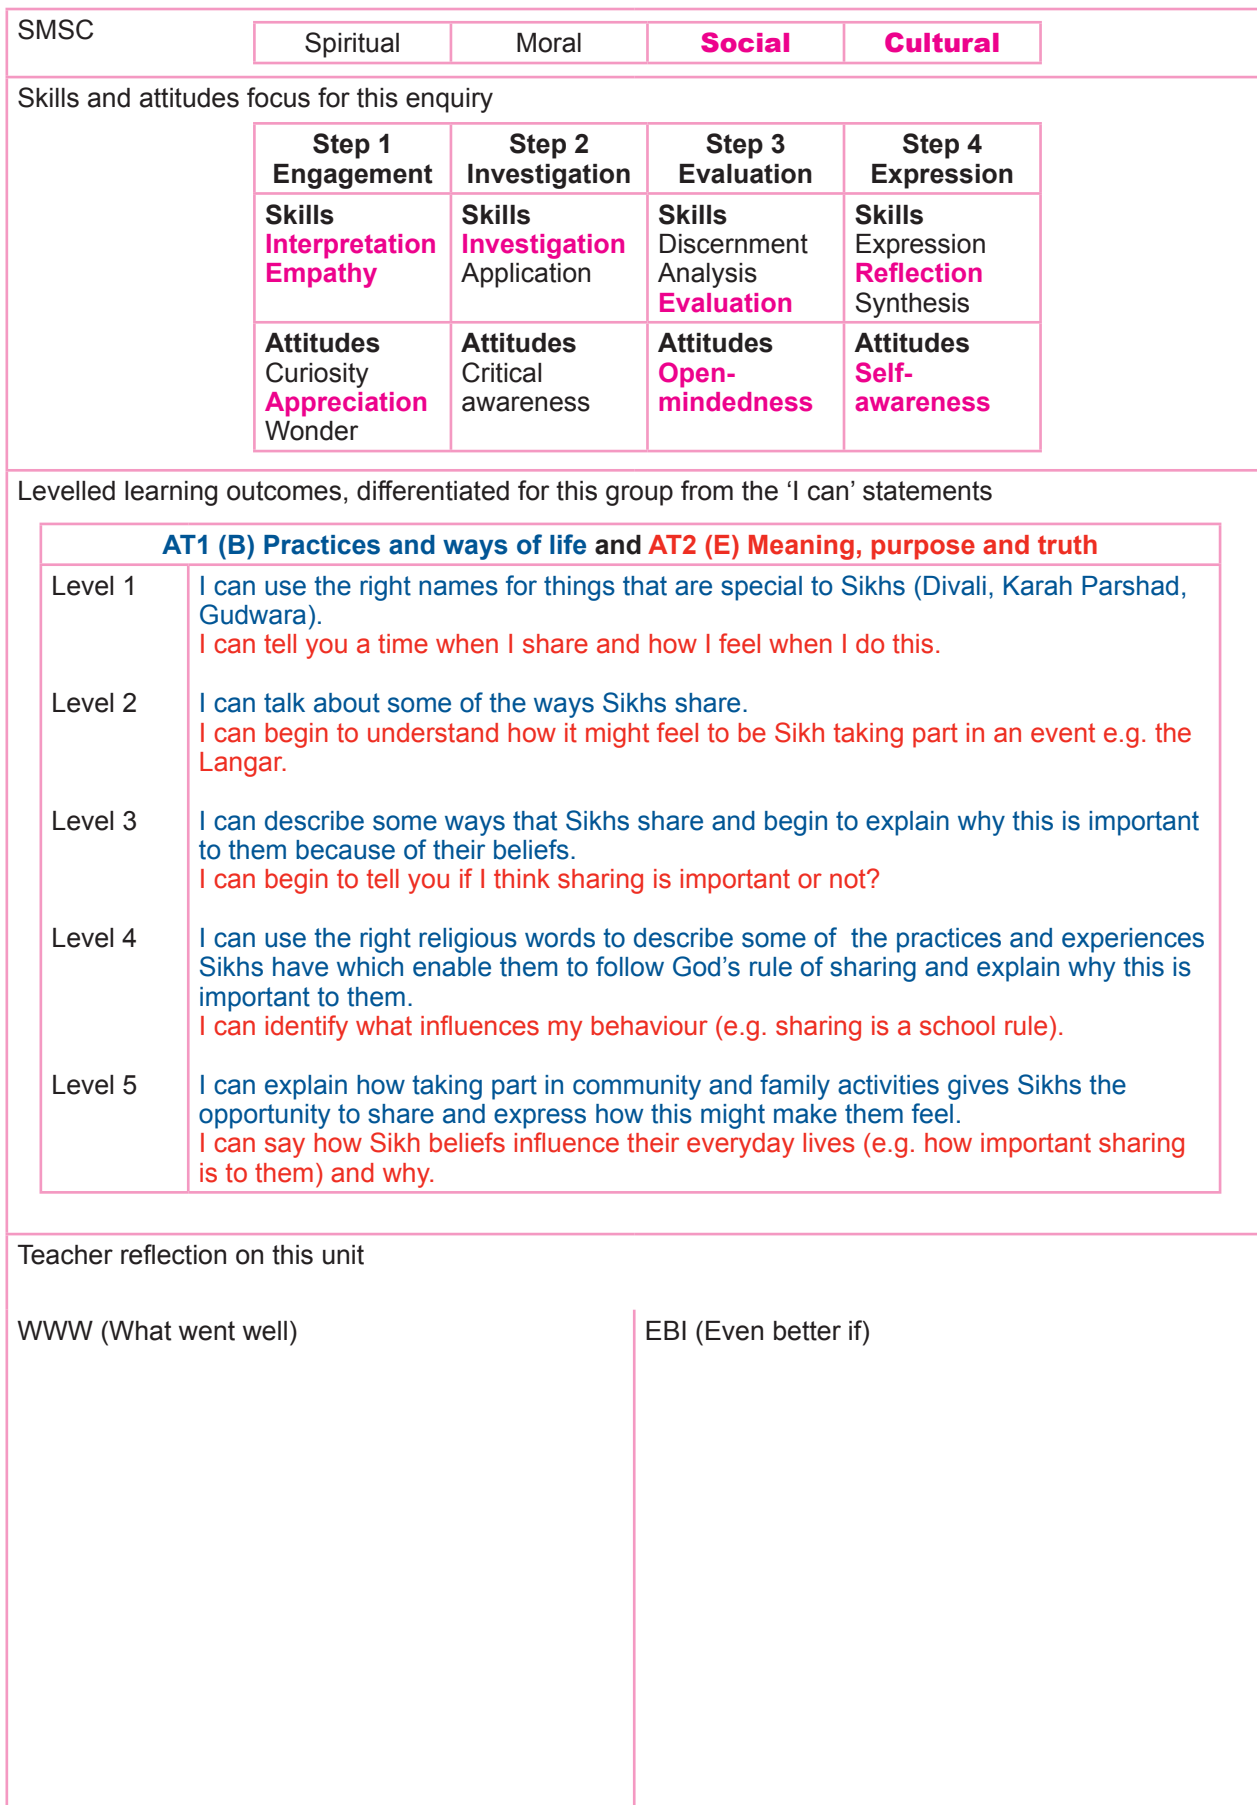 SMSC
Spiritual Moral Social Cultural
Skills and attitudes focus for this enquiry
Step 1
Engagement
Step 2
Investigation
Step 3
Evaluation
Step 4
Expression
Skills
Interpretation
Empathy
Skills
Investigation
Application
Skills
Discernment
Analysis
Evaluation
Skills
Expression
Reflection
Synthesis
Attitudes
Curiosity
Appreciation
Wonder
Attitudes
Critical
awareness
Attitudes
Open-
mindedness
Attitudes
Self-
awareness
Levelled learning outcomes, differentiated for this group from the ‘I can’ statements
AT1 (B) Practices and ways of life and AT2 (E) Meaning, purpose and truth
Level 1
I can use the right names for things that are special to Sikhs (Divali, Karah Parshad,
Gudwara).
I can tell you a time when I share and how I feel when I do this.
Level 2
I can talk about some of the ways Sikhs share.
I can begin to understand how it might feel to be Sikh taking part in an event e.g. the
Langar.
Level 3
I can describe some ways that Sikhs share and begin to explain why this is important
to them because of their beliefs.
I can begin to tell you if I think sharing is important or not?
Level 4
I can use the right religious words to describe some of the practices and experiences
Sikhs have which enable them to follow God’s rule of sharing and explain why this is
important to them.
I can identify what influences my behaviour (e.g. sharing is a school rule).
Level 5
I can explain how taking part in community and family activities gives Sikhs the
opportunity to share and express how this might make them feel.
I can say how Sikh beliefs influence their everyday lives (e.g. how important sharing
is to them) and why.
Teacher reflection on this unit
WWW (What went well)
EBI (Even better if)